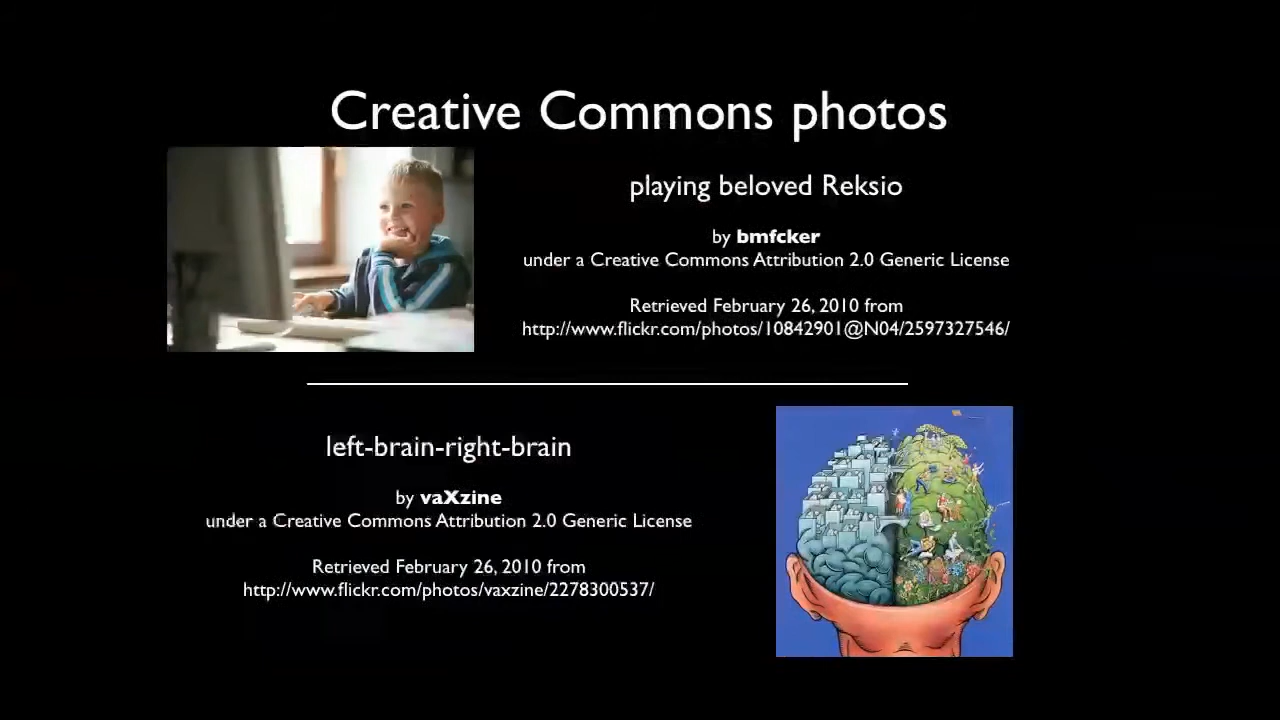 Creative Commons photos
playing beloved Reksio
by bmfcker
under a Creative Commons Attribution 2.0 Generic License
Retrieved February 26, 2010 from
http://www.flickr.com/photos/10842901@N04/2597327546/
left-brain-right-brain
by vaXzine
under a Creative Commons Attribution 2.0 Generic License
Retrieved February 26, 2010 from
http://www.flickr.com/photos/vaxzine/2278300537/